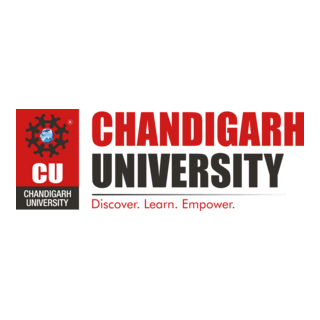 CU
CHANDIGARH
UNIVERSITY
CHANDIGARH
UNIVERSITY
Discover. Learn. Empower.